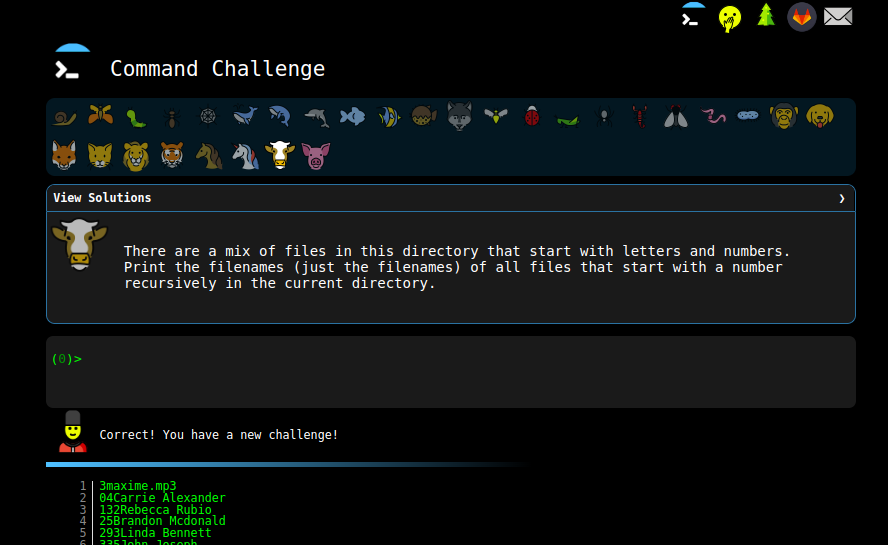 Command Challenge
View Solutions
There are a mix of files in this directory that start with letters and numbers.
Print the filenames (just the filenames) of all files that start with a number
recursively in the current directory.
(0)>
Correct! You have a new challenge!
1 3maxime.mp3
2 04Carrie Alexander
3 132Rebecca Rubio
4 25Brandon Mcdonald
5 293Linda Bennett
6 335John Joseph